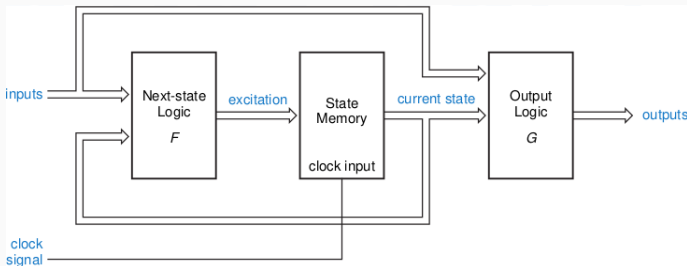 inputs
Next-state
Logic
F
excitation
State
Memory
clock input
current state
Output
Logic
G
outputs
clock
signal